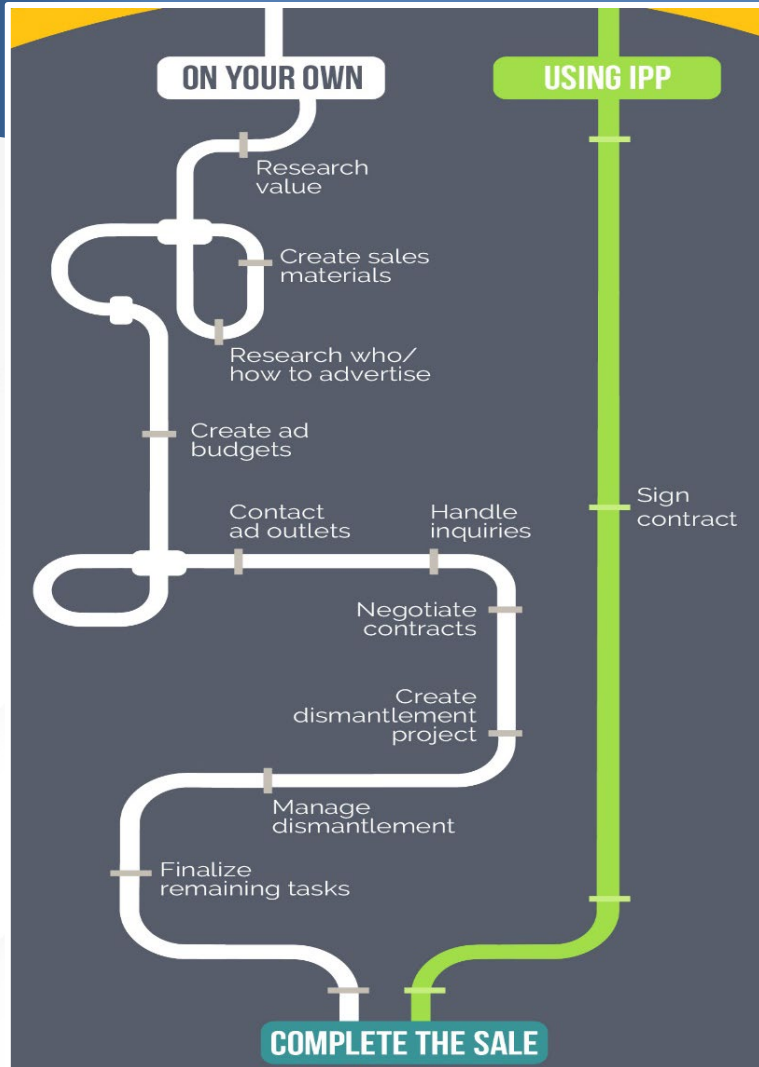 ON YOUR OWN
USING IPP
Research
value
Create sales
materials
Research who/
how to advertise
Create ad
budgets
Contact
ad outlets
Handle
inquiries
Sign
contract
Negotiate
contracts
Create
dismantlement
project
Manage
dismantlement
Finalize
remaining tasks
COMPLETE THE SALE